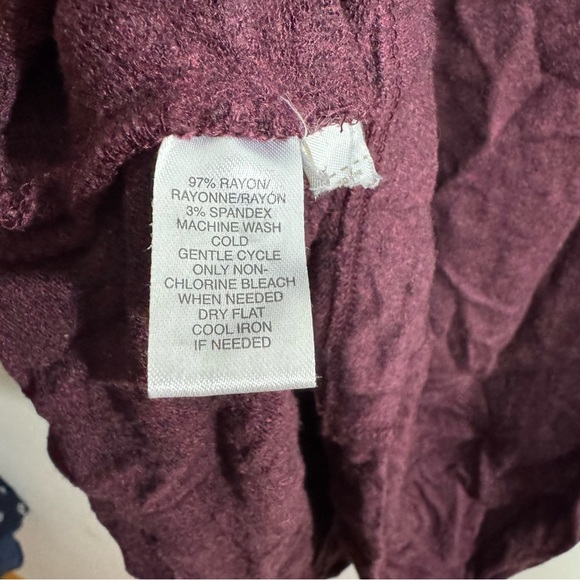 97% RAYON/
RAYONNE/RAYÓN
3% SPANDEX
MACHINE WASH
COLD
GENTLE CYCLE
ONLY NON-
CHLORINE BLEACH
WHEN NEEDED
DRY FLAT
COOL IRON
IF NEEDED